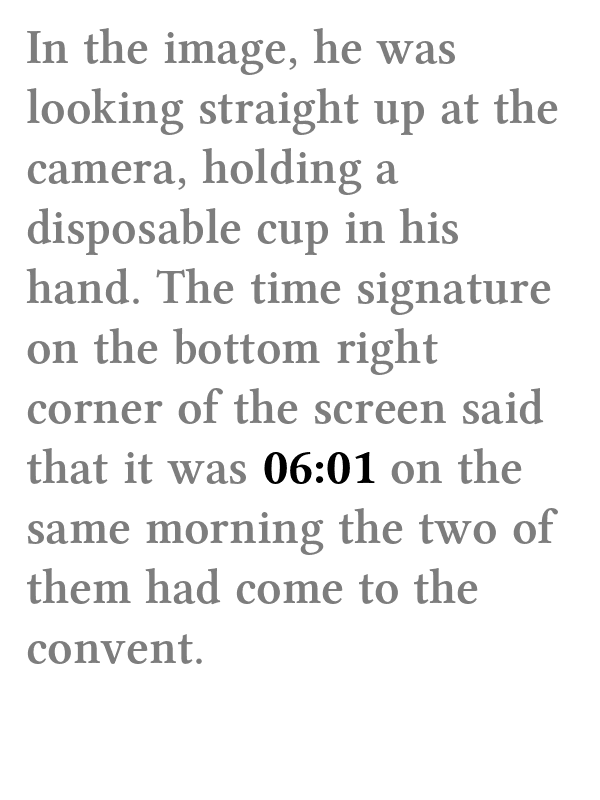 In the image, he was
looking straight up at the
camera, holding a
disposable cup in his
hand. The time signature
on the bottom right
corner of the screen said
that it was 06:01 on the
same morning the two of
them had come to the
convent.